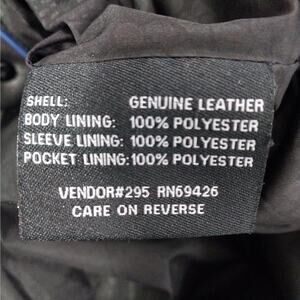 SHELL: GENUINE LEATHER
BODY LINING: 100% POLYESTER
SLEEVE LINING: 100% POLYESTER
POCKET LINING: 100% POLYESTER
VENDOR#295 RN69426
CARE ON REVERSE